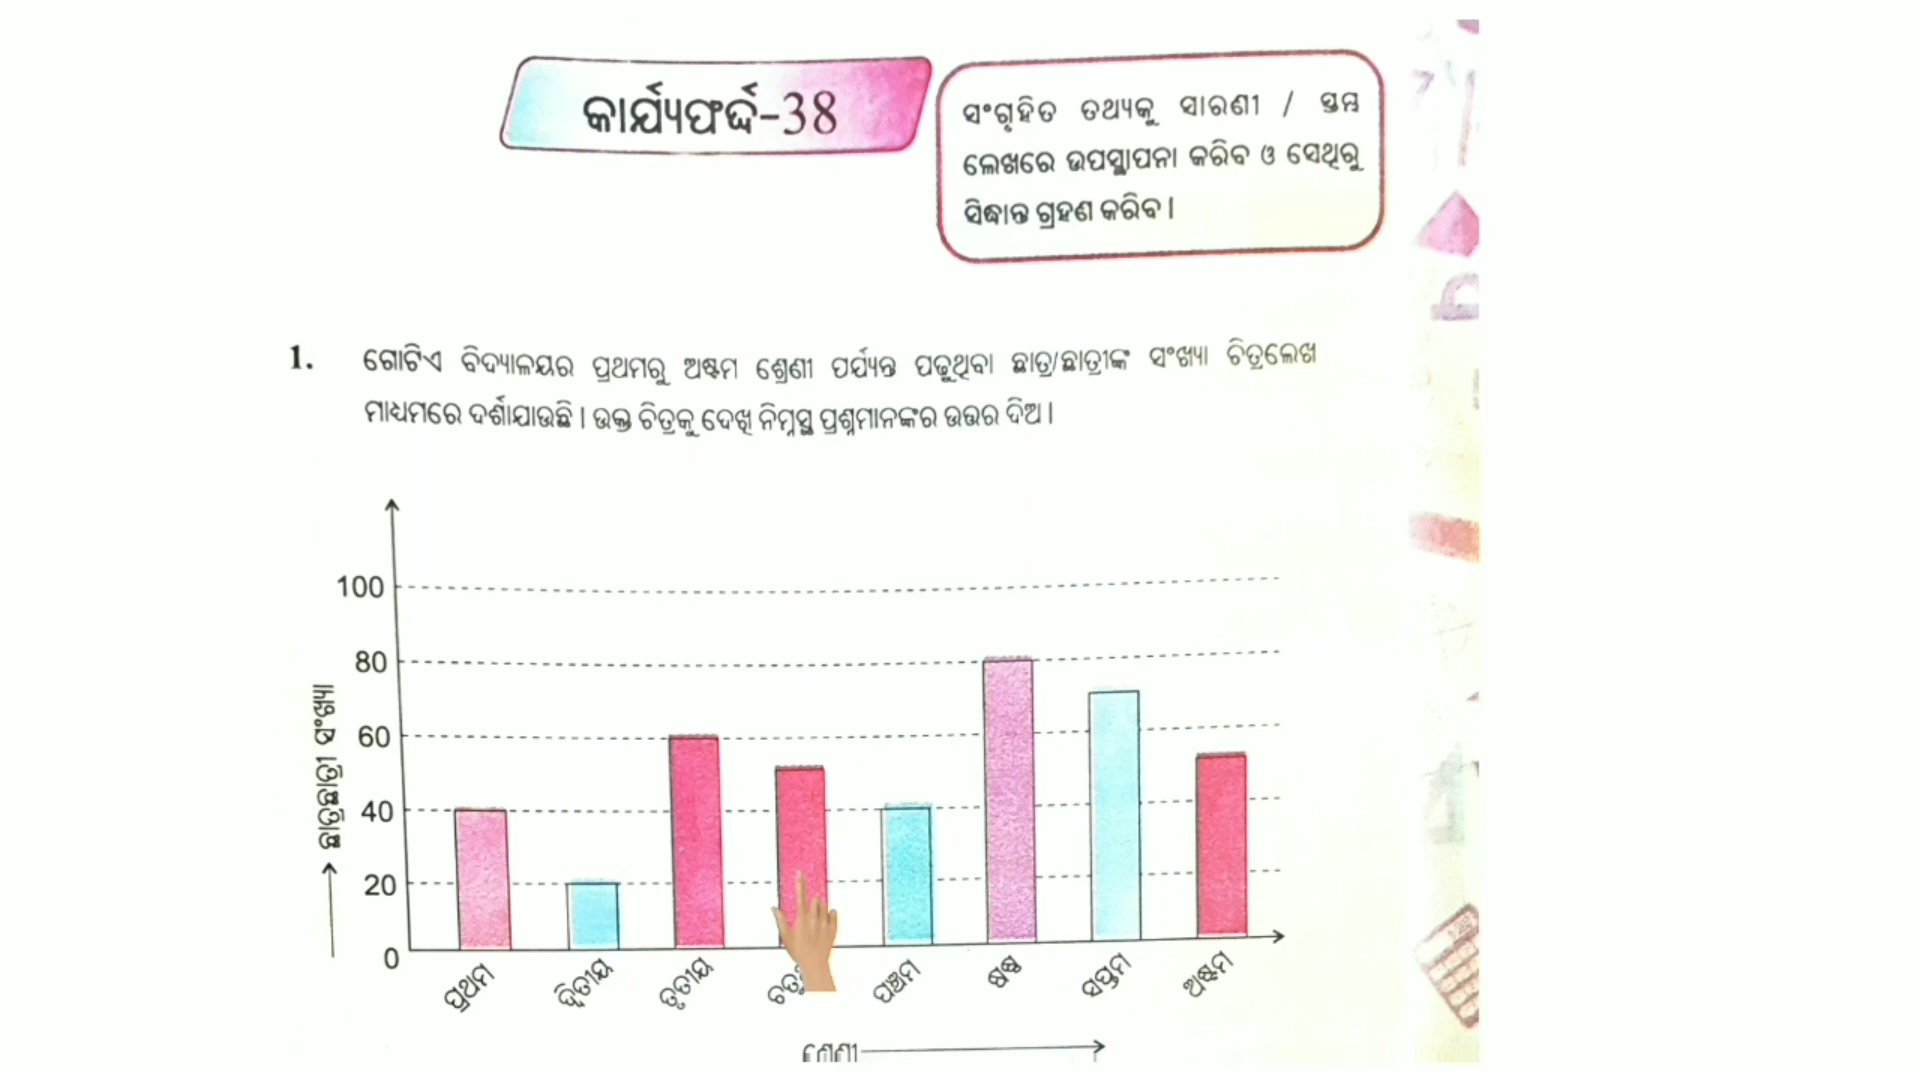 କାର୍ଯ୍ୟଫର୍ଦ୍ଦ-38
ସଂଗୃହିତ ତଥ୍ୟକୁ ସାରଣୀ / ସ୍ତମ୍ଭ
ଲେଖରେ ଉପସ୍ଥାପନା କରିବ ଓ ସେଥିରୁ
ସିଦ୍ଧାନ୍ତ ଗ୍ରହଣ କରିବ।
1. ଗୋଟିଏ ବିଦ୍ୟାଳୟର ପ୍ରଥମରୁ ଅଷ୍ଟମ ଶ୍ରେଣୀ ପର୍ଯ୍ୟନ୍ତ ପଢୁଥିବା ଛାତ୍ର/ଛାତ୍ରୀଙ୍କ ସଂଖ୍ୟା ଚିତ୍ରଲେଖ
ମାଧ୍ୟମରେ ଦର୍ଶାଯାଉଛି। ଉକ୍ତ ଚିତ୍ରକୁ ଦେଖି ନିମ୍ନସ୍ଥ ପ୍ରଶ୍ନମାନଙ୍କର ଉତ୍ତର ଦିଅ।
100
80
60
40
20
0
ଛାତ୍ରଛାତ୍ରୀ ସଂଖ୍ୟା
ପ୍ରଥମ ଦ୍ଵିତୀୟ ତୃତୀୟ ପଞ୍ଚମ ଷଷ୍ଠ ସପ୍ତମ ଅଷ୍ଟମ
ଶ୍ରେଣୀ